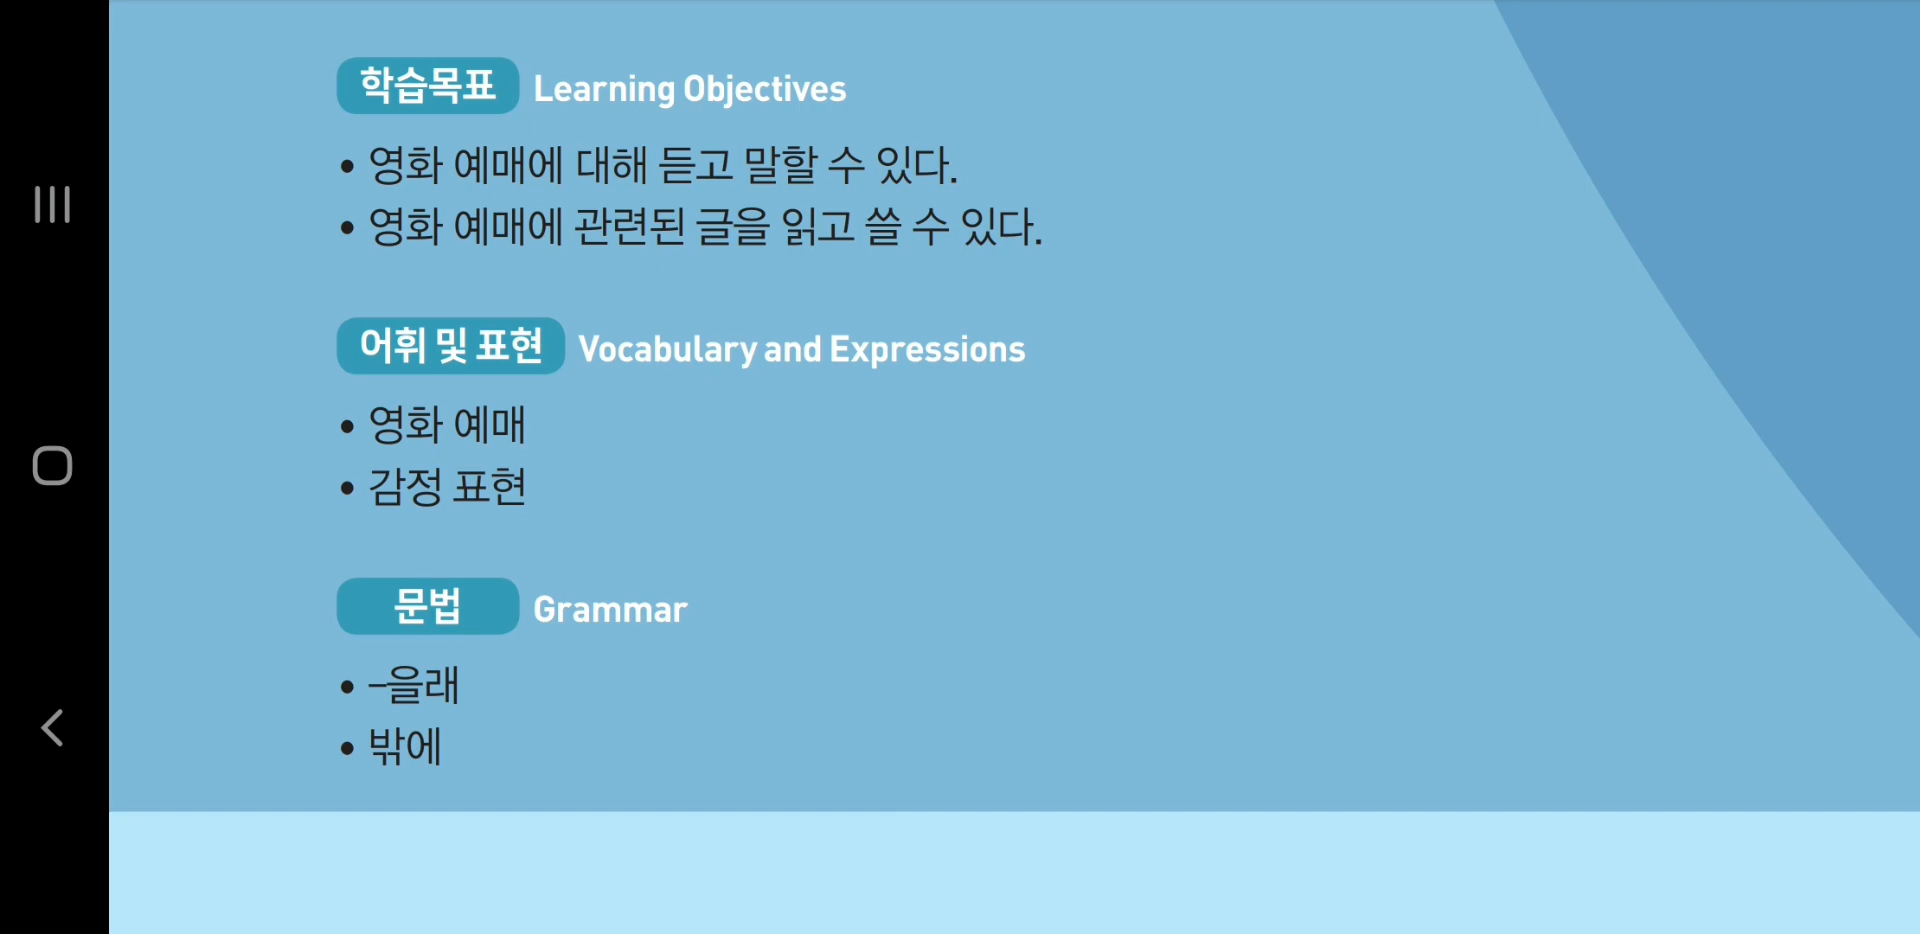 학습목표 Learning Objectives
• 영화 예매에 대해 듣고 말할 수 있다.
• 영화 예매에 관련된 글을 읽고 쓸 수 있다.
어휘 및 표현 Vocabulary and Expressions
• 영화 예매
• 감정 표현
문법 Grammar
• –을래
• 밖에